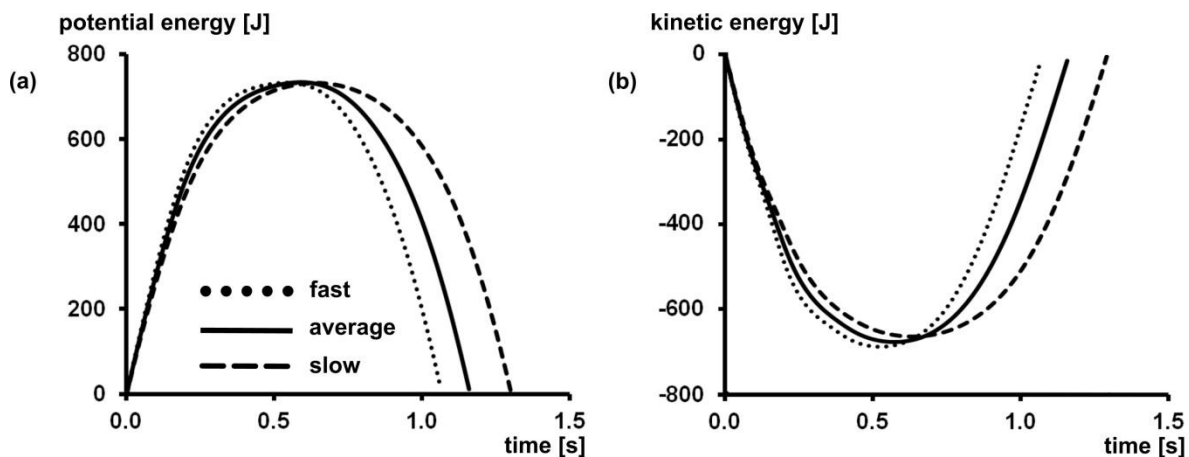 potential energy [J]
(a)
800
600
400
200
0
fast
average
slow
0.0 0.5 1.0 1.5
time [s]
kinetic energy [J]
(b)
0
-200
-400
-600
-800
0.0 0.5 1.0 1.5
time [s]